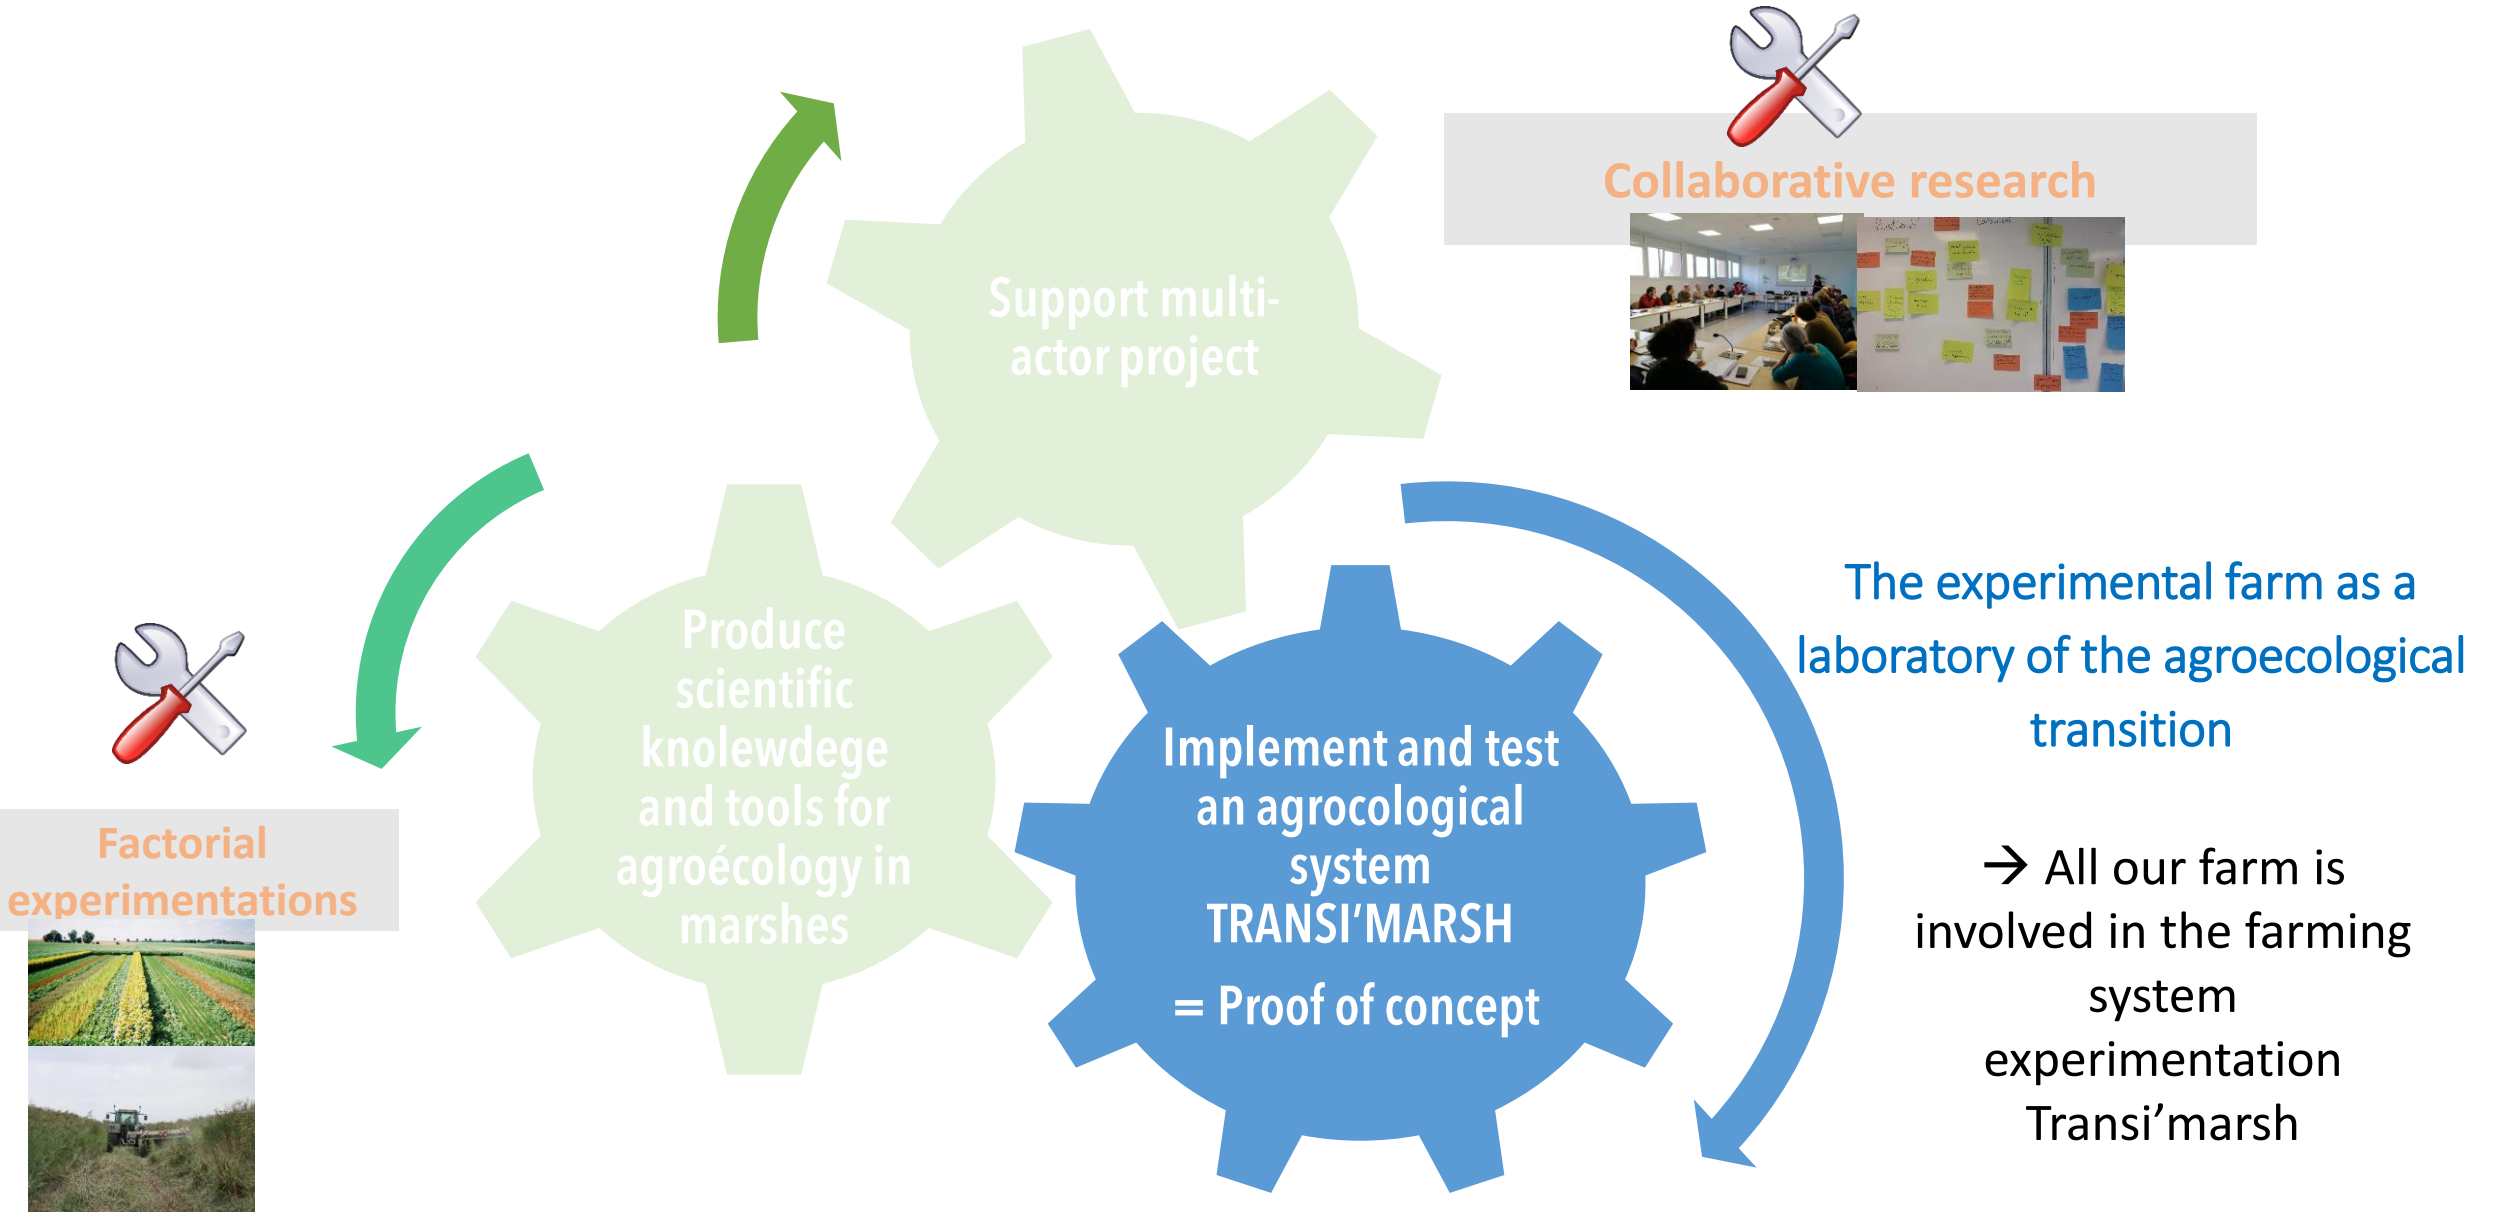 Collaborative research
Support multi-
actor project
The experimental farm as a
laboratory of the agroecological
transition
Produce
scientific
knolewdege
and tools for
agroécology in
marshes
Implement and test
an agrocological
system
TRANSI’MARSH
= Proof of concept
Factorial
experimentations
→ All our farm is
involved in the farming
system
experimentation
Transi’marsh